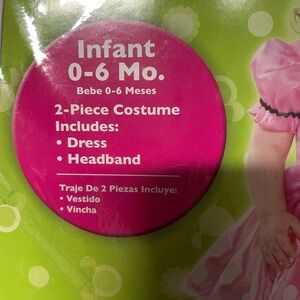 Infant
0-6 Mo.
Bebe 0-6 Meses
2-Piece Costume
Includes:
• Dress
• Headband
Traje De 2 Piezas Incluye:
• Vestido
• Vincha